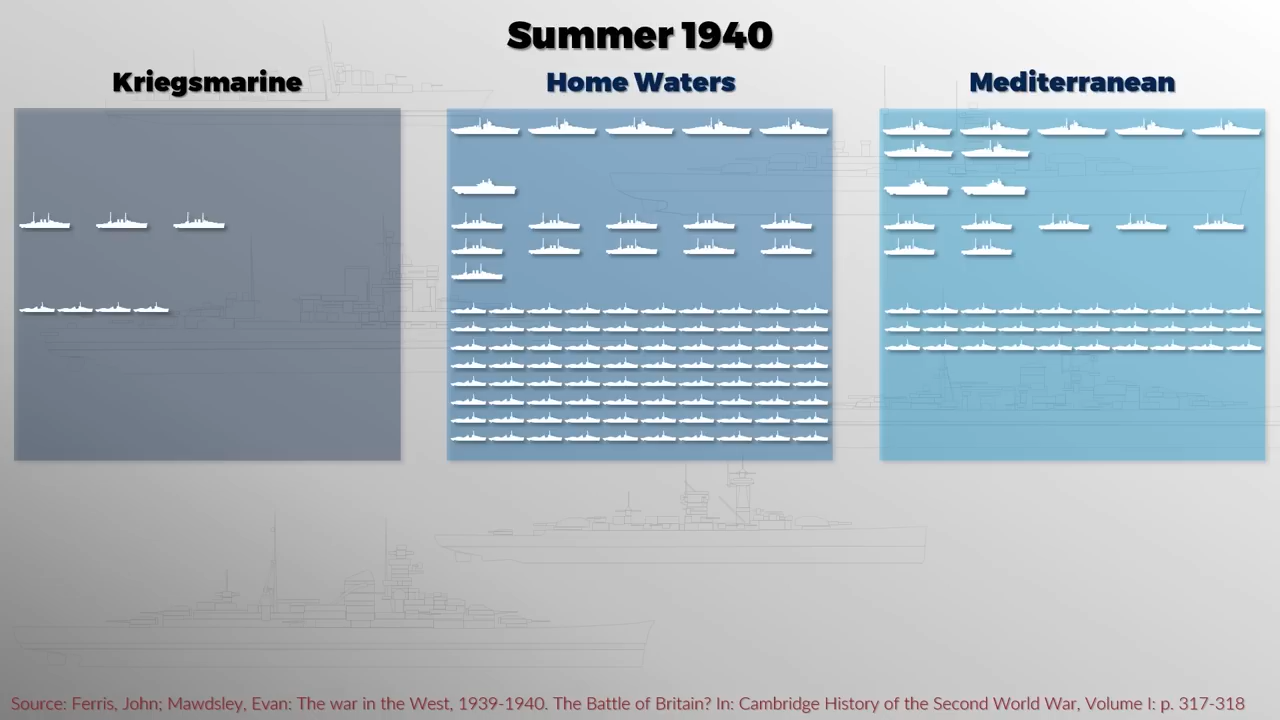 Summer 1940
Kriegsmarine
Home Waters
Mediterranean
Source: Ferris, John; Mawdsley, Evan: The war in the West, 1939-1940. The Battle of Britain? In: Cambridge History of the Second World War, Volume I: p. 317-318